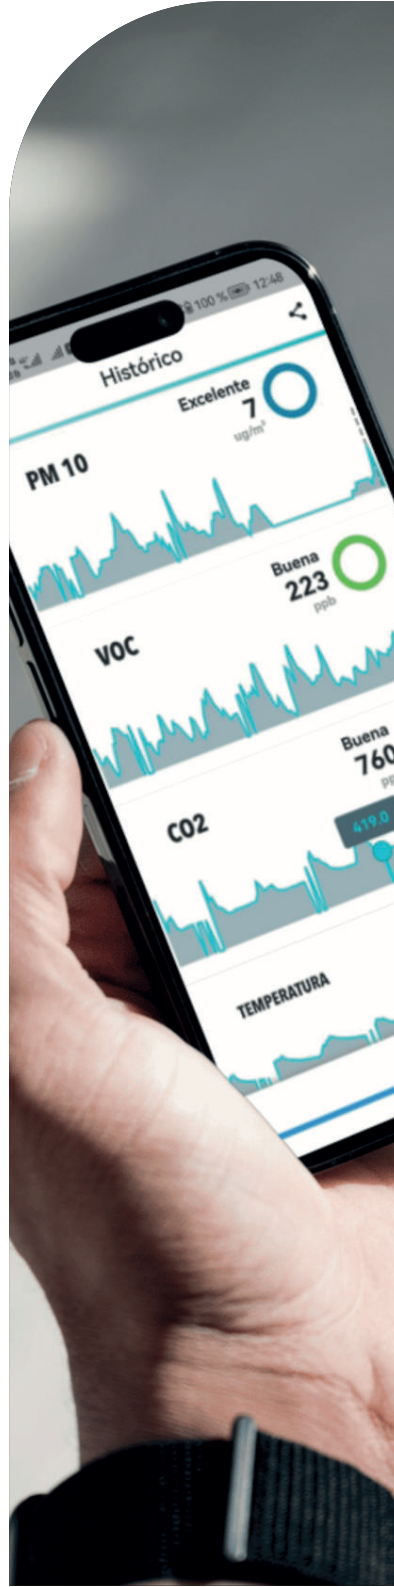 100 % 12:48
Histórico
Excelente
7
ug/m³
PM 10
Buena
223
ppb
VOC
Buena
760
CO2
419.0
TEMPERATURA